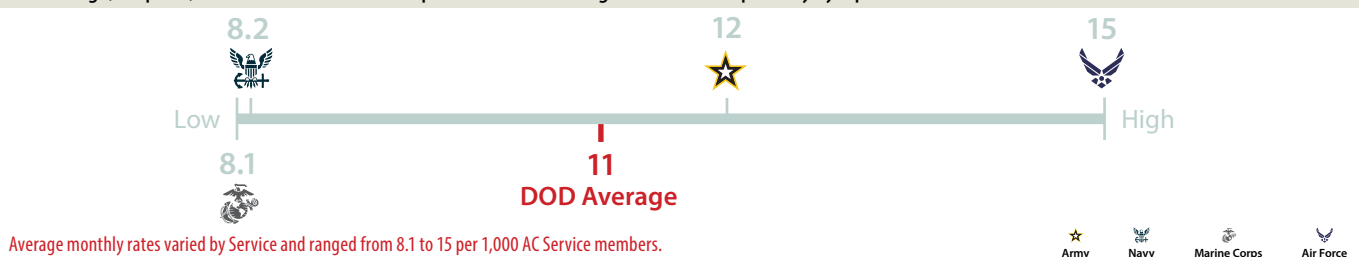 8.2 12 15
Low High
8.1 11
DOD Average
Average monthly rates varied by Service and ranged from 8.1 to 15 per 1,000 AC Service members.
Army Navy Marine Corps Air Force